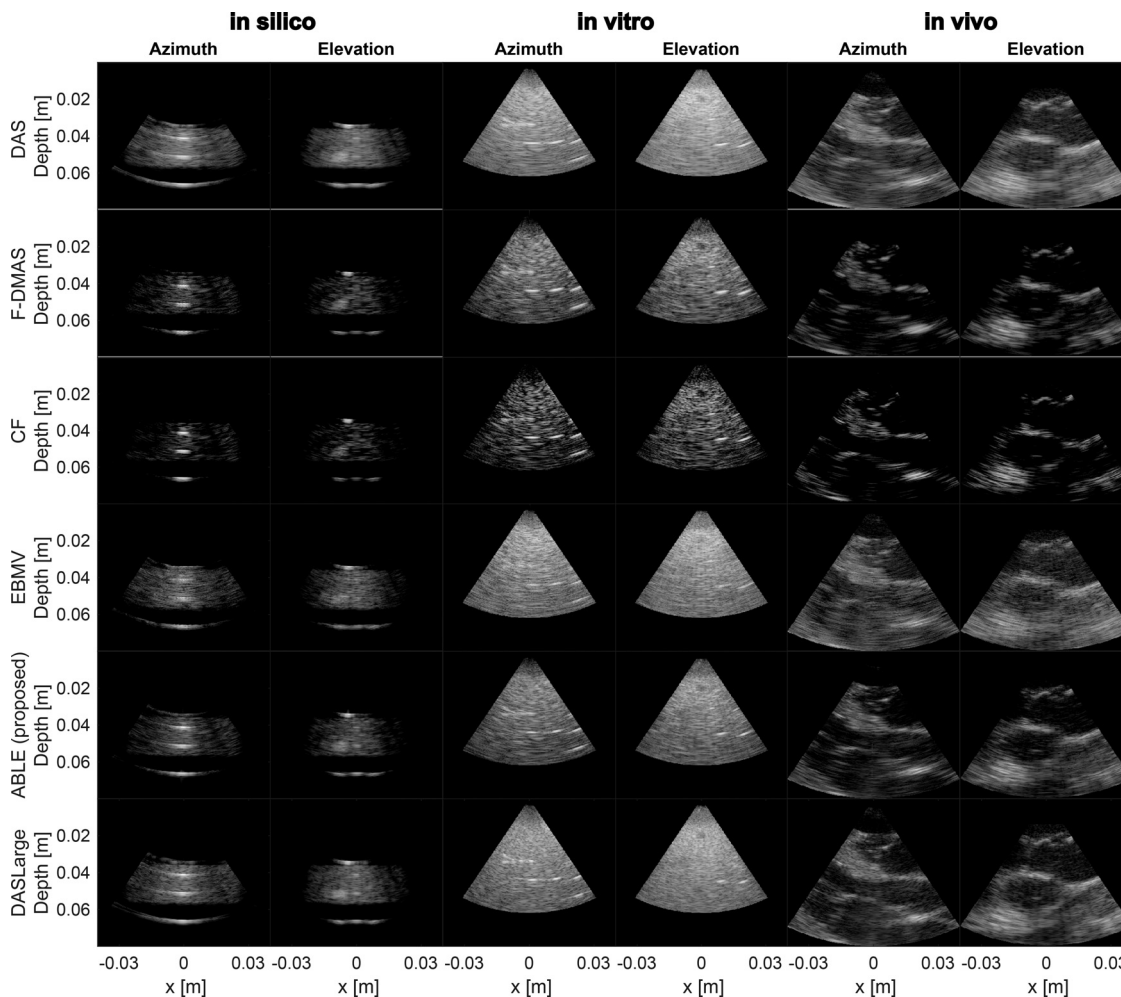 in silico in vitro in vivo
Azimuth Elevation Azimuth Elevation Azimuth Elevation
DAS
Depth [m]
0.02
0.04
0.06
F-DMAS
Depth [m]
0.02
0.04
0.06
CF
Depth [m]
0.02
0.04
0.06
EBMV
Depth [m]
0.02
0.04
0.06
ABLE (proposed)
Depth [m]
0.02
0.04
0.06
DASLarge
Depth [m]
0.02
0.04
0.06
-0.03 0 0.03 -0.03 0 0.03 -0.03 0 0.03 -0.03 0 0.03 -0.03 0 0.03 -0.03 0 0.03
x [m] x [m] x [m] x [m] x [m] x [m]